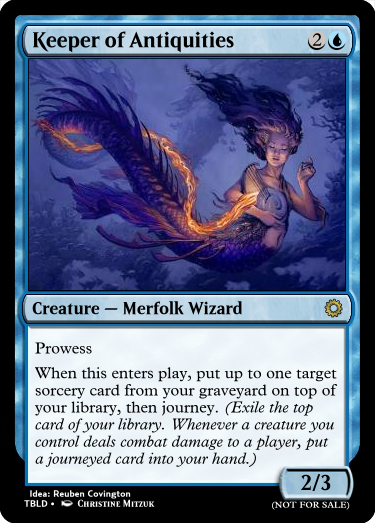 Keeper of Antiquities 2
Creature — Merfolk Wizard
Prowess
When this enters play, put up to one target
sorcery card from your graveyard on top of
your library, then journey. (Exile the top
card of your library. Whenever a creature you
control deals combat damage to a player, put
a journeyed card into your hand.)
2/3
Idea: Reuben Covington
TBLD • Christine Mitzuk
(NOT FOR SALE)